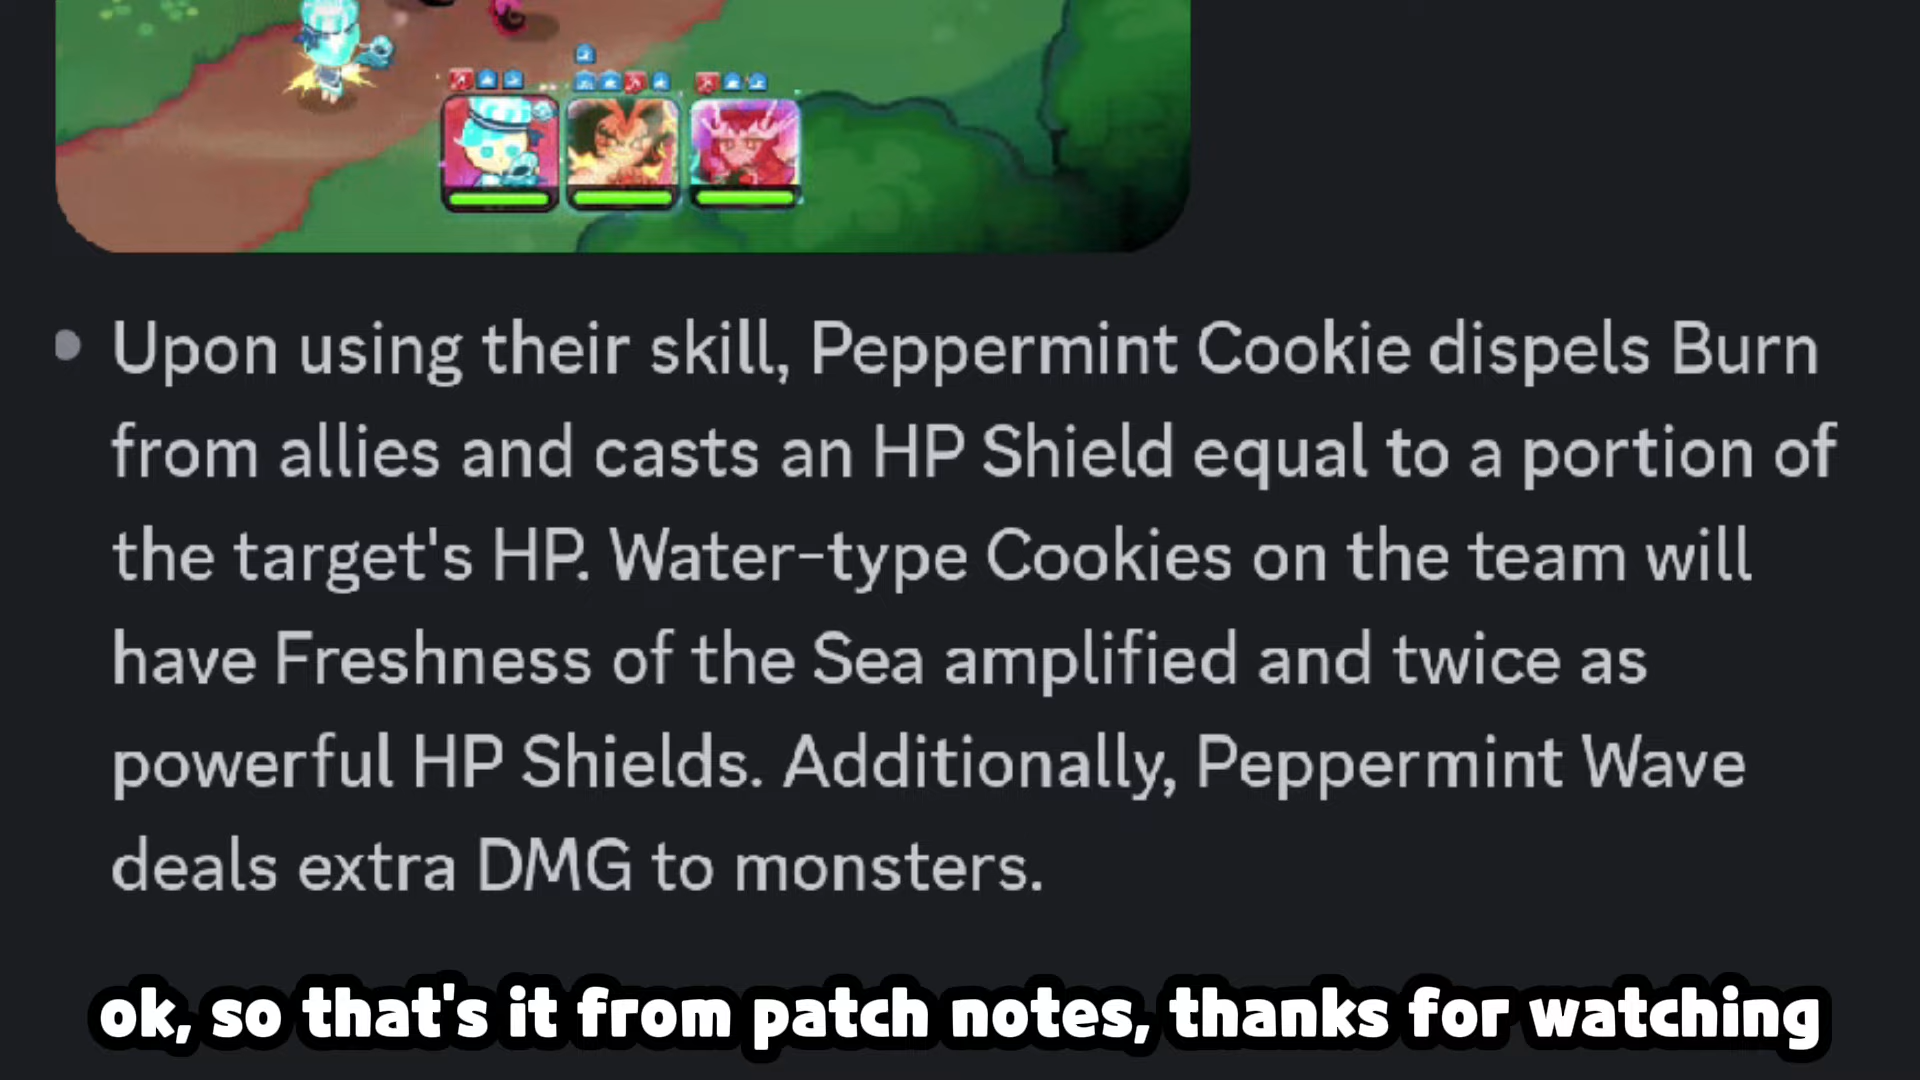 Upon using their skill, Peppermint Cookie dispels Burn
from allies and casts an HP Shield equal to a portion of
the target's HP. Water-type Cookies on the team will
have Freshness of the Sea amplified and twice as
powerful HP Shields. Additionally, Peppermint Wave
deals extra DMG to monsters.
ok, so that's it from patch notes, thanks for watching